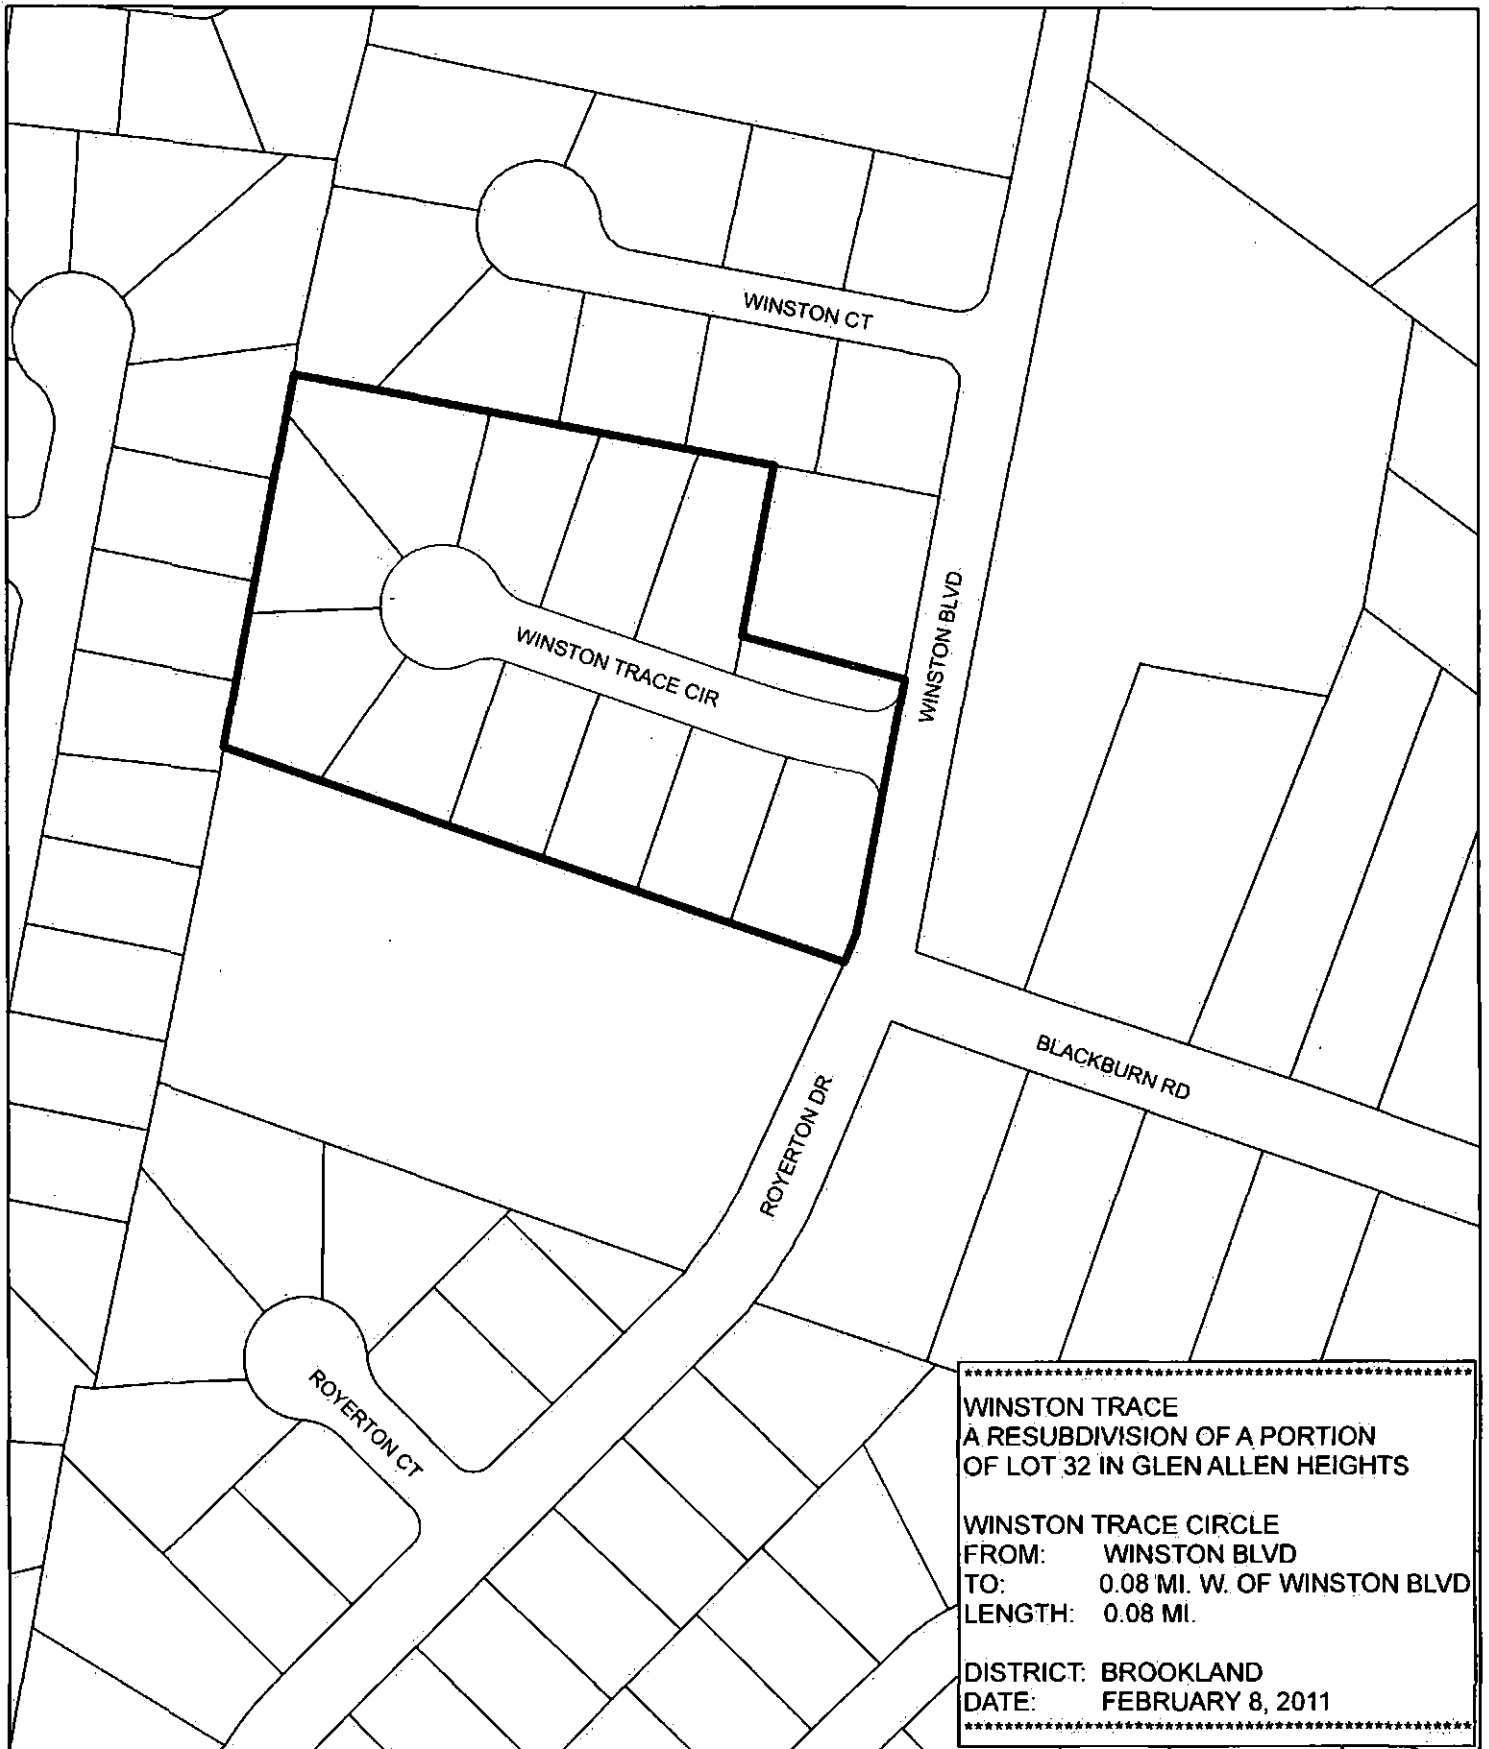 WINSTON CT
WINSTON BLVD
WINSTON TRACE CIR
BLACKBURN RD
ROYERTON DR
ROYERTON CT
************************************************************
WINSTON TRACE
A RESUBDIVISION OF A PORTION
OF LOT 32 IN GLEN ALLEN HEIGHTS
WINSTON TRACE CIRCLE
FROM: WINSTON BLVD
TO: 0.08 MI. W. OF WINSTON BLVD
LENGTH: 0.08 MI.
DISTRICT: BROOKLAND
DATE: FEBRUARY 8, 2011
************************************************************